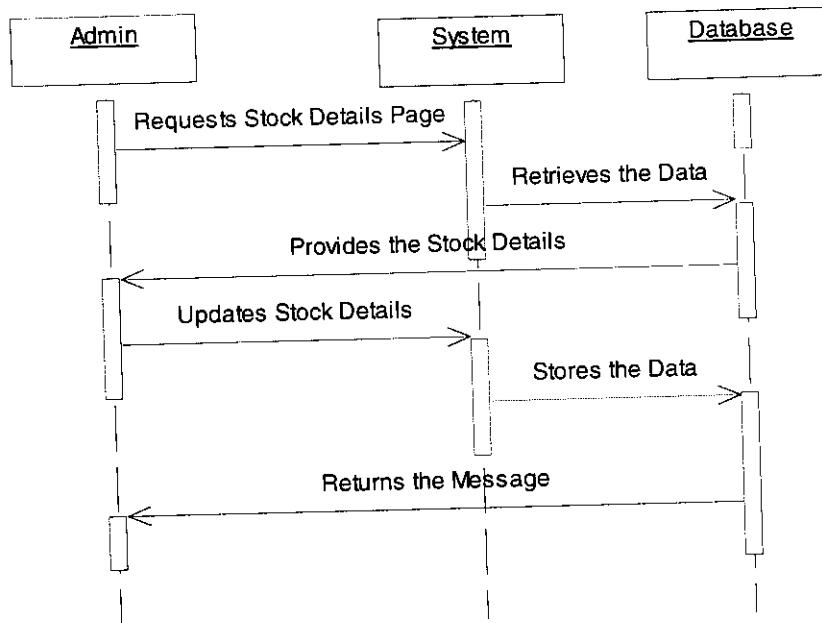 Admin
System
Database
Requests Stock Details Page
Retrieves the Data
Provides the Stock Details
Updates Stock Details
Stores the Data
Returns the Message